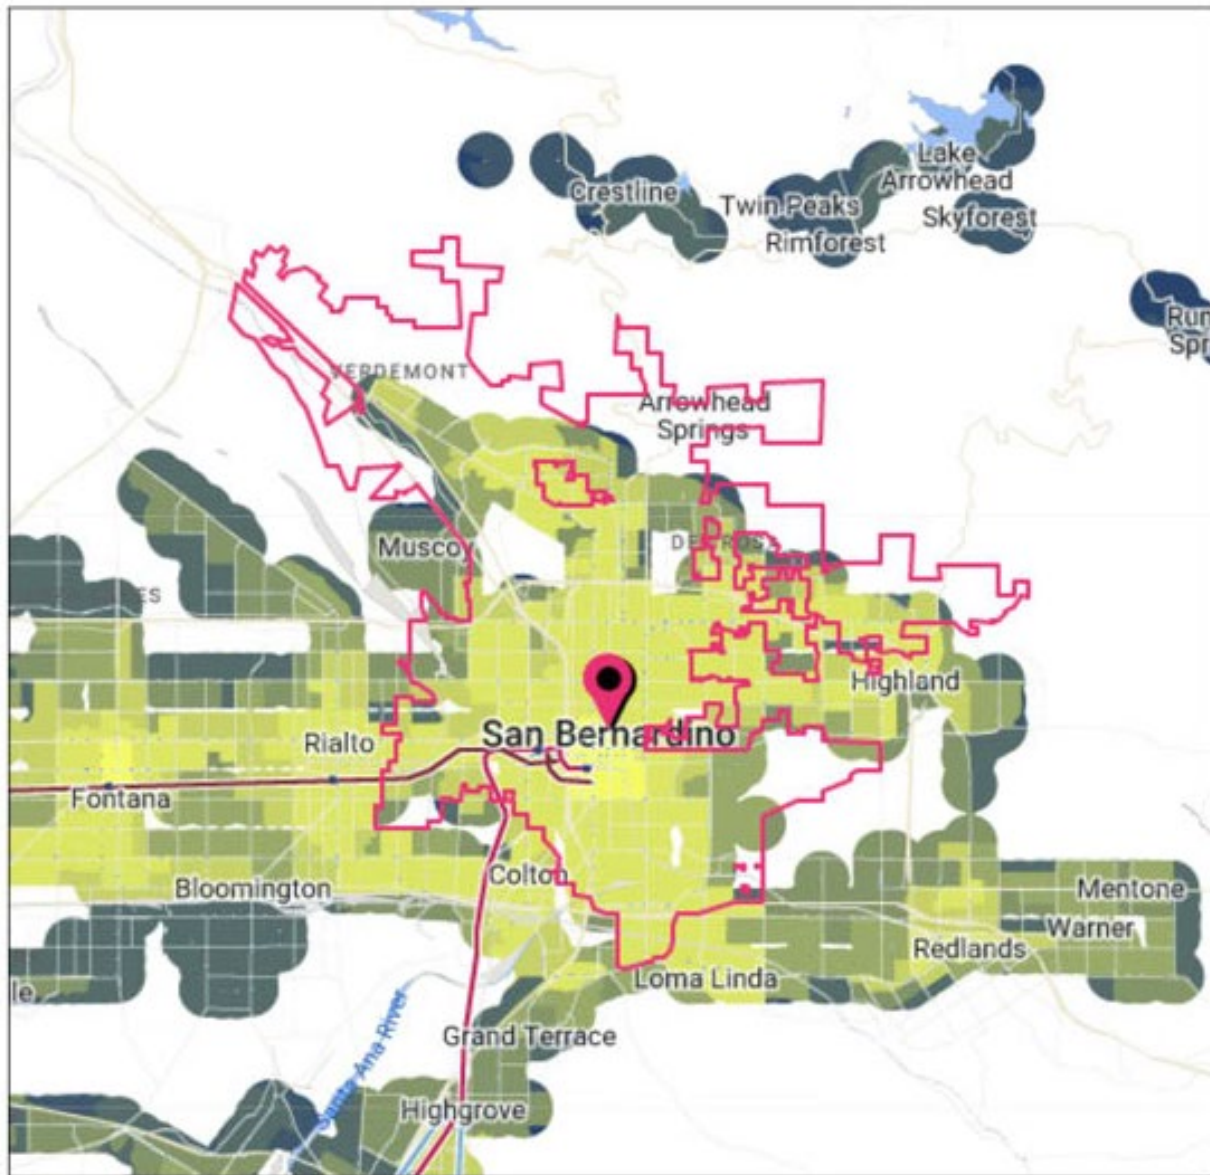 Lake
Arrowhead
Crestline
Twin Peaks
Skyforest
Rimforest
VERDEMONT
Arrowhead
Springs
Muscoy
Highland
San Bernardino
Rialto
Fontana
Colton
Bloomington
Mentone
Warner
Redlands
Loma Linda
Grand Terrace
Santa Ana River
Highgrove